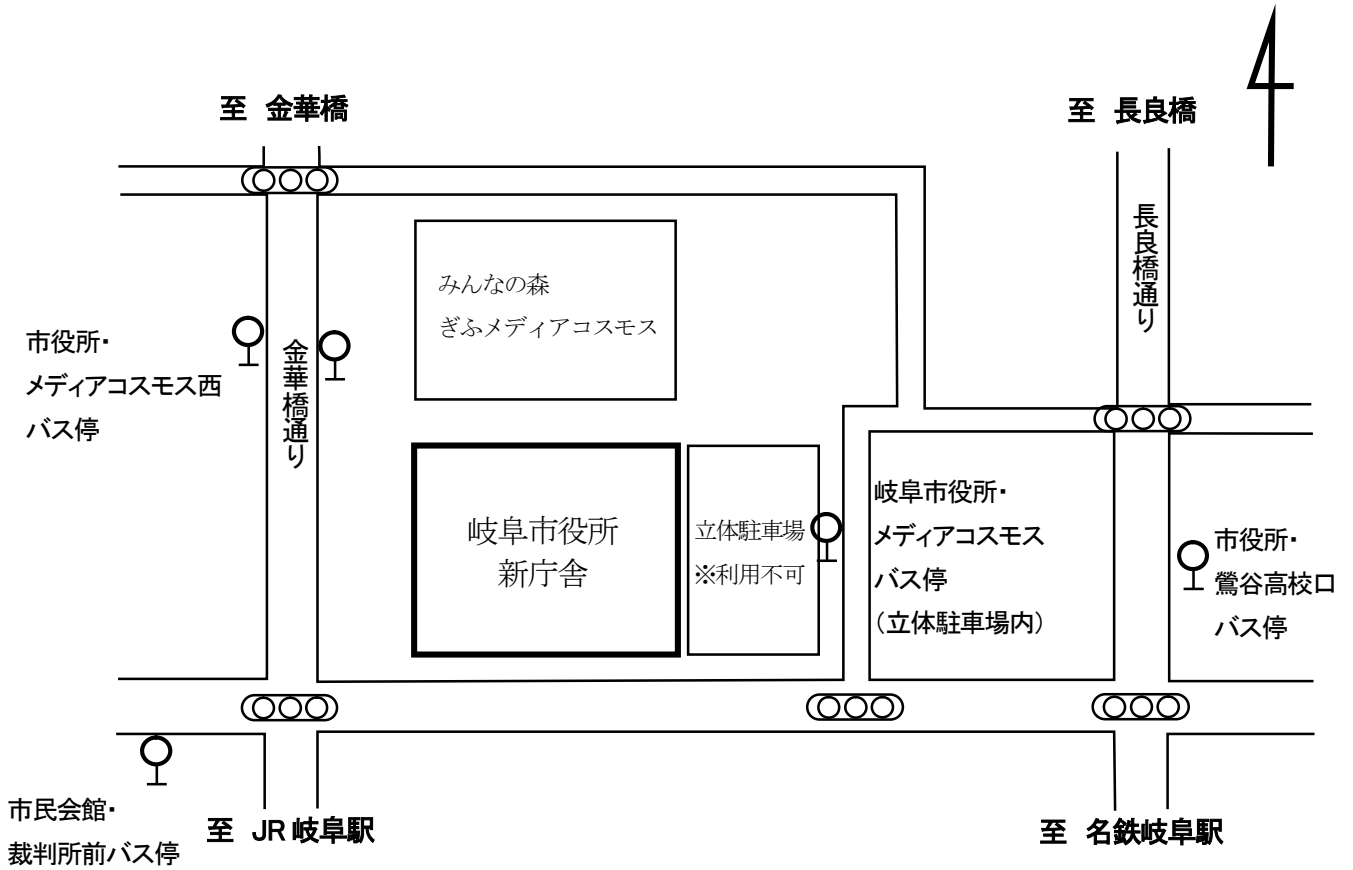 至 金華橋
至 長良橋
長良橋通り
みんなの森
ぎふメディアコスモス
市役所・
メディアコスモス西
バス停
金華橋通り
岐阜市役所
新庁舎
立体駐車場
※利用不可
岐阜市役所・
メディアコスモス
バス停
（立体駐車場内）
市役所・
鶯谷高校口
バス停
市民会館・
裁判所前バス停
至 JR岐阜駅
至 名鉄岐阜駅